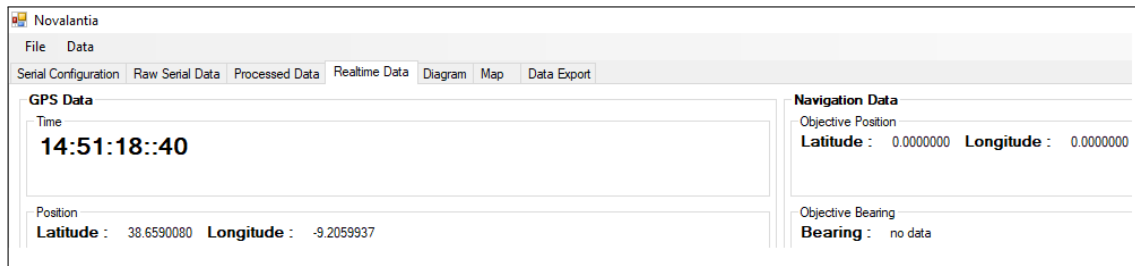 Novalantia
File Data
Serial Configuration Raw Serial Data Processed Data Realtime Data Diagram Map Data Export
GPS Data
Time
14:51:18::40
Position
Latitude : 38.6590080 Longitude : -9.2059937
Navigation Data
Objective Position
Latitude : 0.0000000 Longitude : 0.0000000
Objective Bearing
Bearing : no data